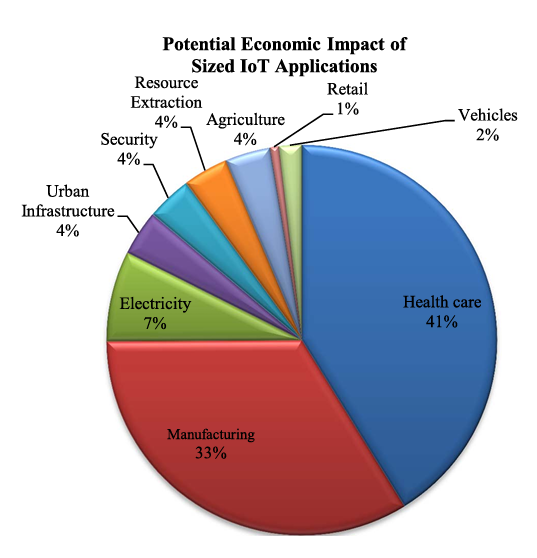 Potential Economic Impact of
Sized IoT Applications
Resource
Extraction
4%
Agriculture
4%
Retail
1%
Vehicles
2%
Security
4%
Urban
Infrastructure
4%
Electricity
7%
Health care
41%
Manufacturing
33%